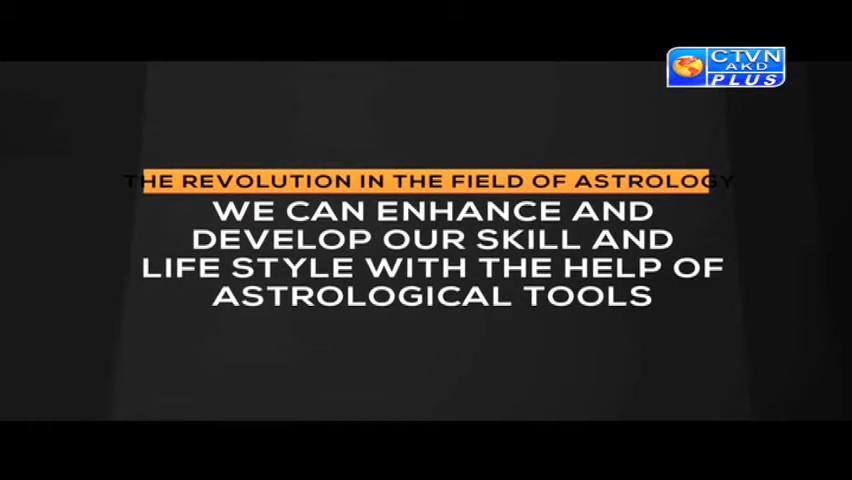 CTVN
AKD
PLUS
THE REVOLUTION IN THE FIELD OF ASTROLOGY
WE CAN ENHANCE AND
DEVELOP OUR SKILL AND
LIFE STYLE WITH THE HELP OF
ASTROLOGICAL TOOLS